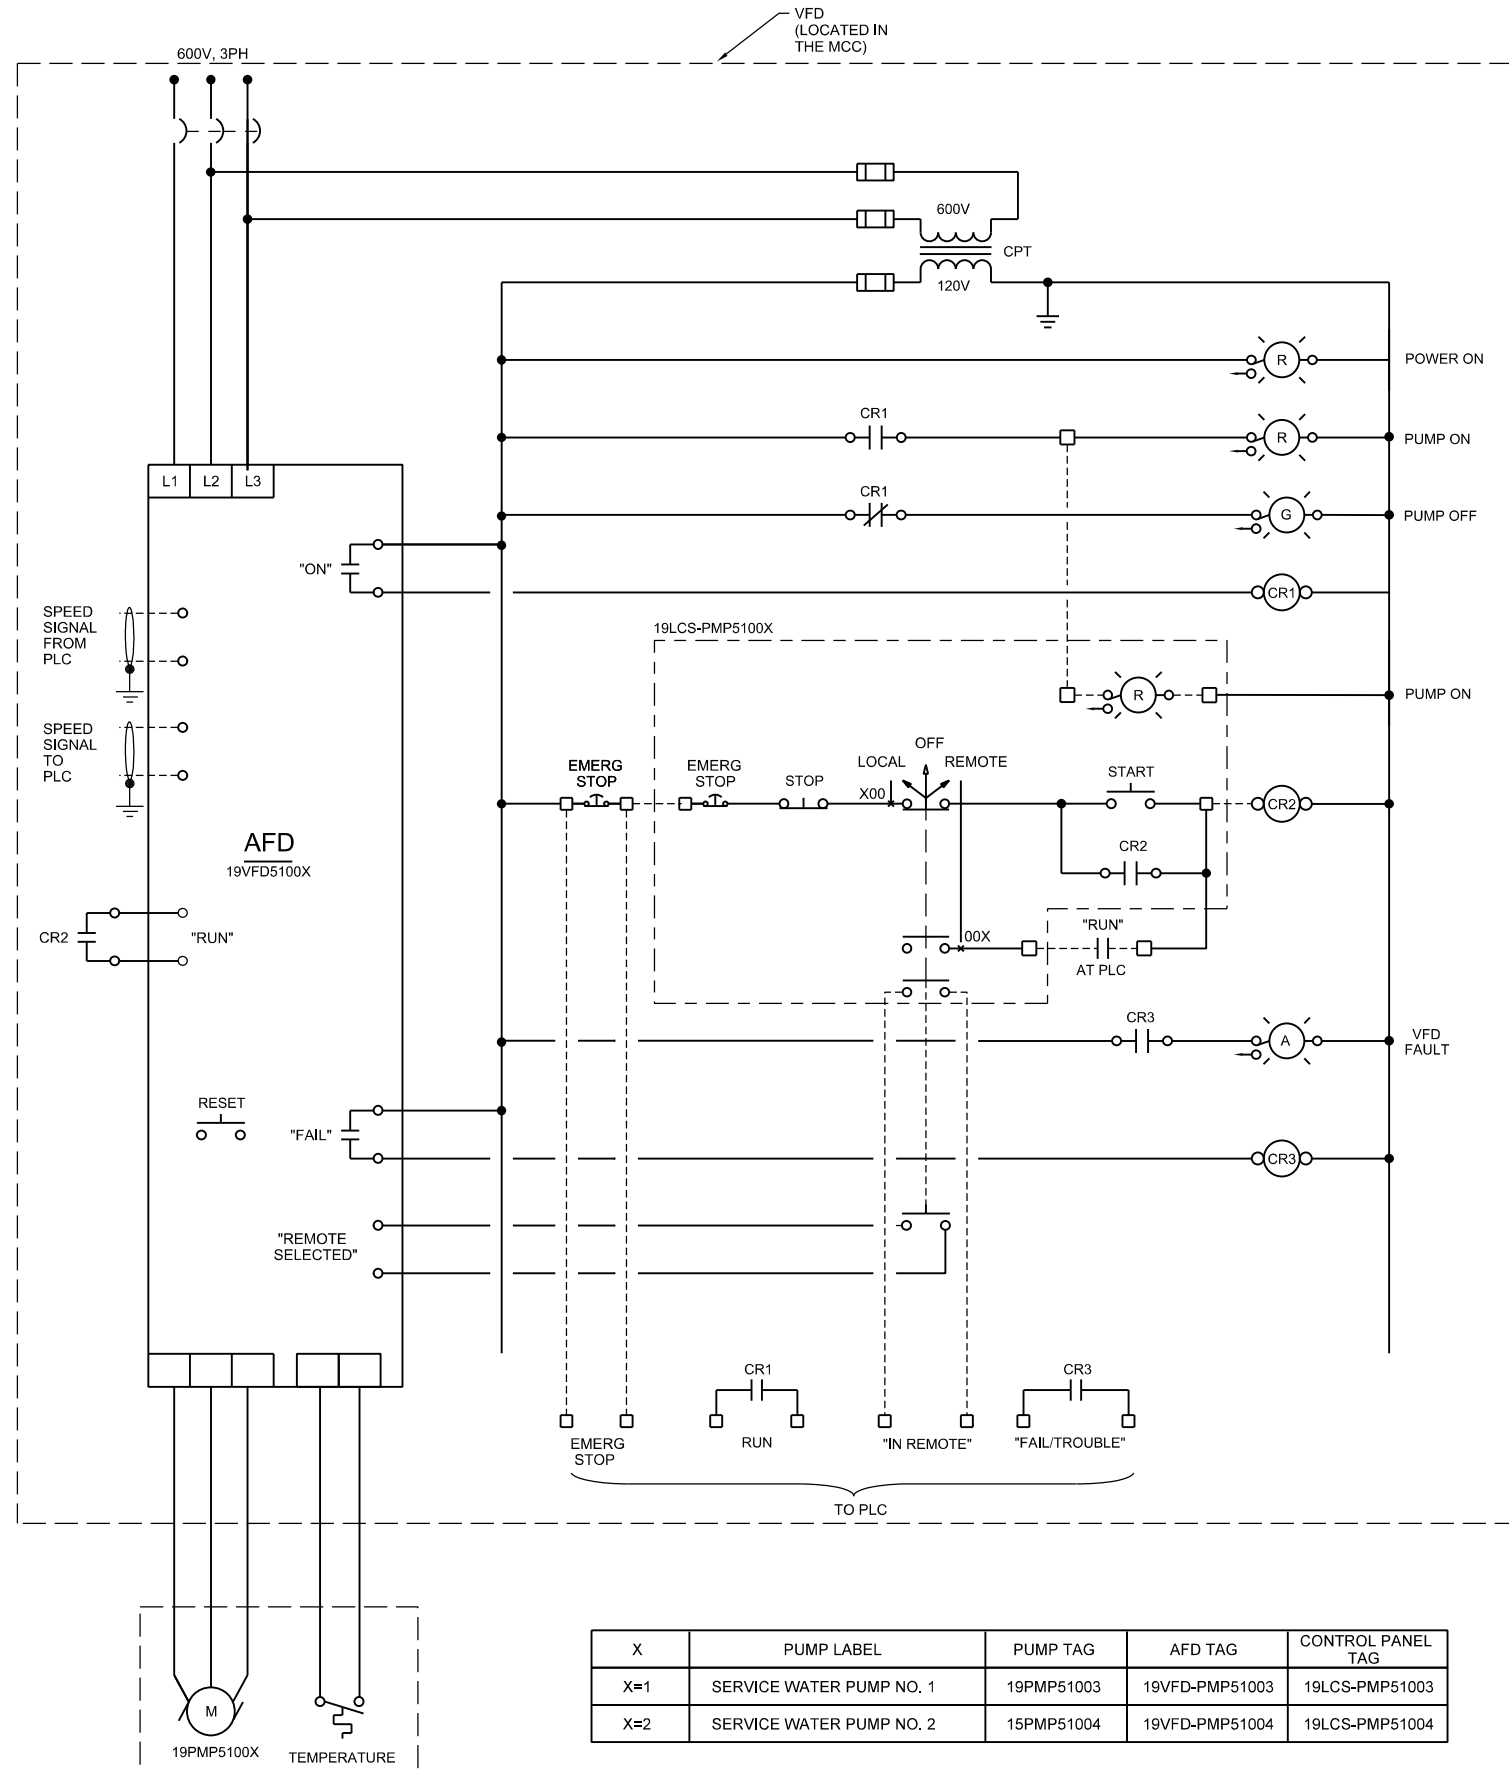 VFD
(LOCATED IN
THE MCC)
600V, 3PH
600V
CPT
120V
R
POWER ON
CR1
R
PUMP ON
CR1
G
PUMP OFF
L1 L2 L3
"ON"
CR1
SPEED
SIGNAL
FROM
PLC
19LCS-PMP5100X
R
PUMP ON
SPEED
SIGNAL
TO
PLC
EMERG
STOP
EMERG
STOP
STOP
LOCAL
OFF
REMOTE
X00
START
CR2
CR2
AFD
19VFD5100X
CR2
"RUN"
00X
"RUN"
AT PLC
CR3
A
VFD
FAULT
RESET
"FAIL"
CR3
"REMOTE
SELECTED"
CR1
CR3
EMERG
STOP
RUN
"IN REMOTE"
"FAIL/TROUBLE"
TO PLC
M
19PMP5100X
TEMPERATURE
X PUMP LABEL PUMP TAG AFD TAG CONTROL PANEL
TAG
X=1 SERVICE WATER PUMP NO. 1 19PMP51003 19VFD-PMP51003 19LCS-PMP51003
X=2 SERVICE WATER PUMP NO. 2 15PMP51004 19VFD-PMP51004 19LCS-PMP51004